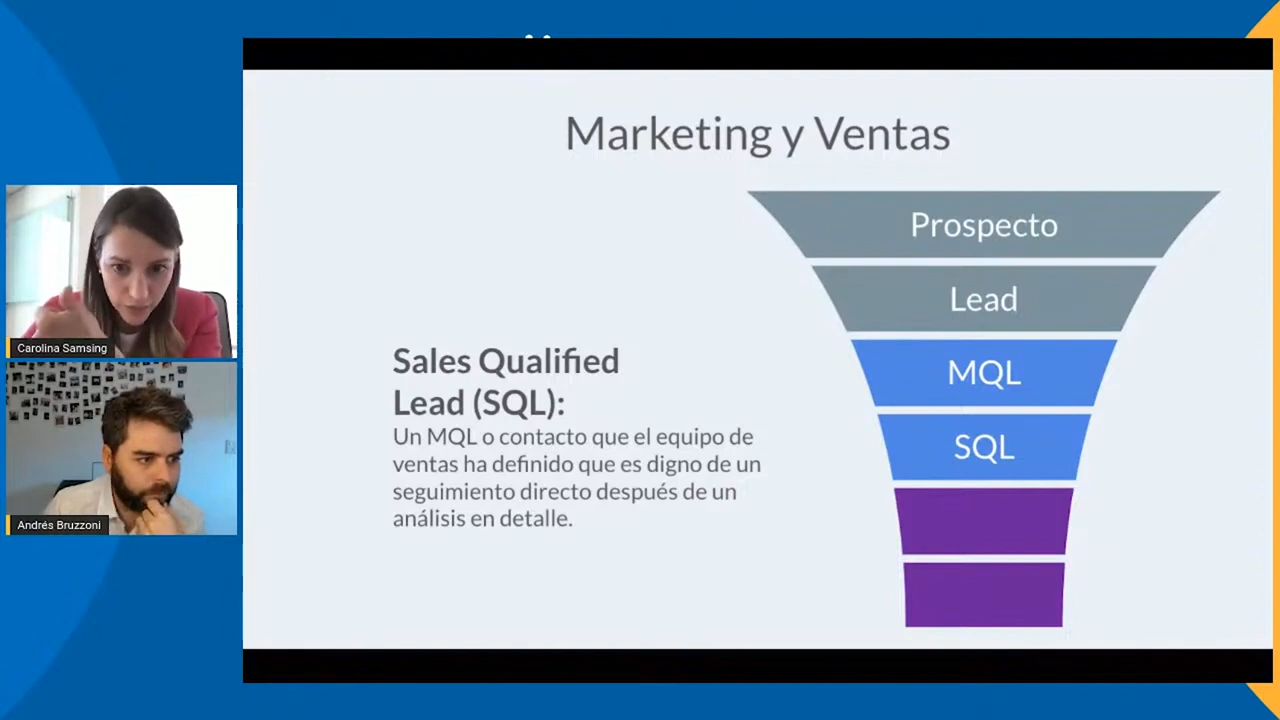 Marketing y Ventas
Prospecto
Lead
MQL
SQL
Sales Qualified
Lead (SQL):
Un MQL o contacto que el equipo de
ventas ha definido que es digno de un
seguimiento directo después de un
análisis en detalle.
Carolina Samsing
Andrés Bruzzoni